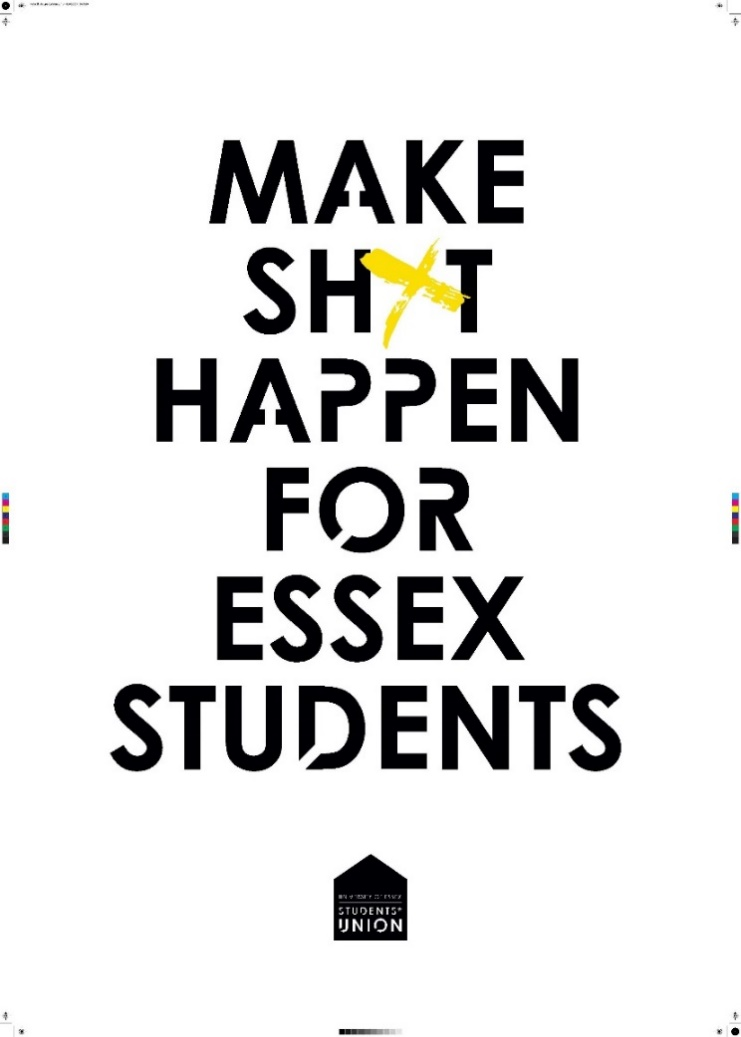 MAKE
SHXT
HAPPEN
FOR
ESSEX
STUDENTS
STUDENTS'
UNION